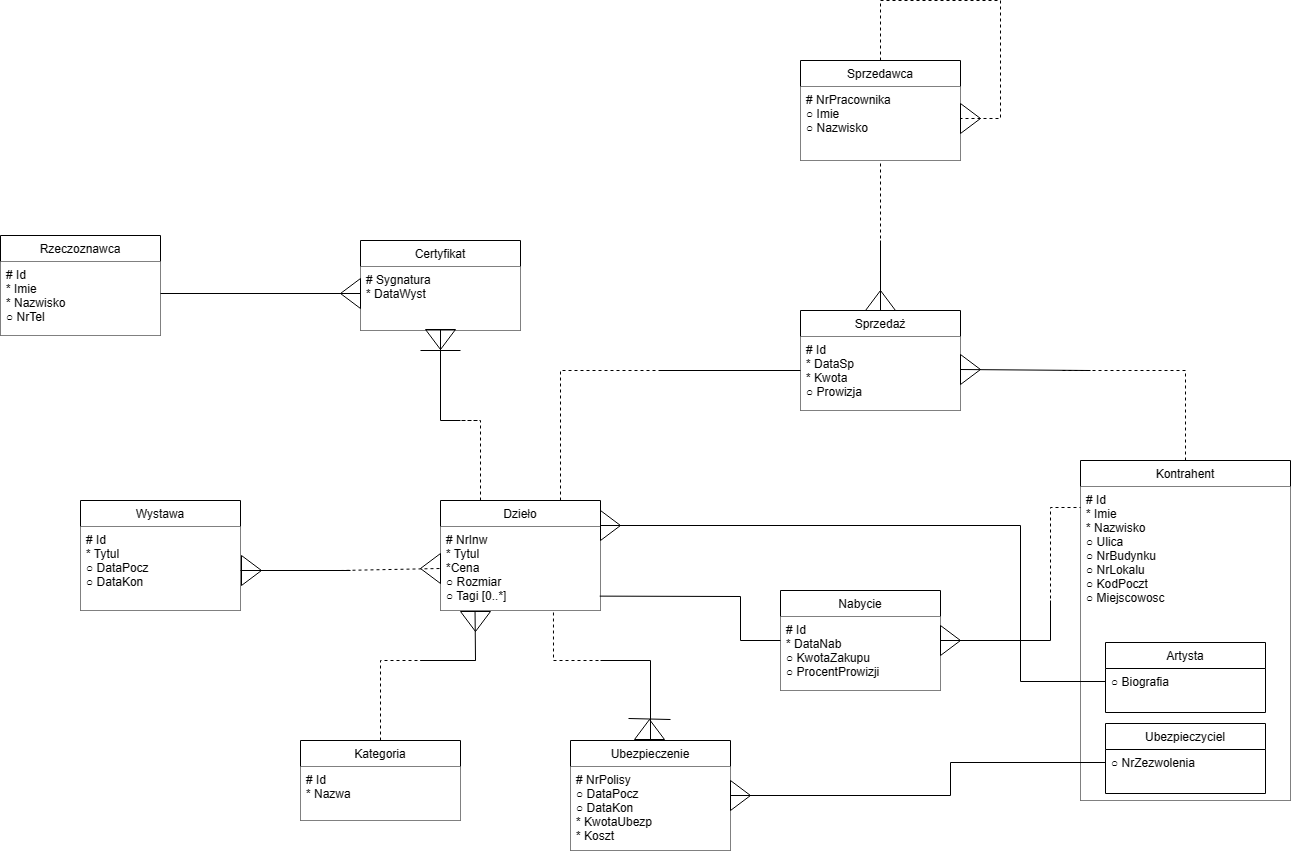 Sprzedawca
# NrPracownika
○ Imie
○ Nazwisko
Rzeczoznawca
# Id
* Imie
* Nazwisko
○ NrTel
Certyfikat
# Sygnatura
* DataWyst
Sprzedaż
# Id
* DataSp
* Kwota
○ Prowizja
Wystawa
# Id
* Tytul
○ DataPocz
○ DataKon
Dzieło
# NrInw
* Tytul
*Cena
○ Rozmiar
○ Tagi [0..*]
Nabycie
# Id
* DataNab
○ KwotaZakupu
○ ProcentProwizji
Kontrahent
# Id
* Imie
* Nazwisko
○ Ulica
○ NrBudynku
○ NrLokalu
○ KodPoczt
○ Miejscowosc
Artysta
○ Biografia
Ubezpieczyciel
○ NrZezwolenia
Kategoria
# Id
* Nazwa
Ubezpieczenie
# NrPolisy
○ DataPocz
○ DataKon
* KwotaUbezp
* Koszt